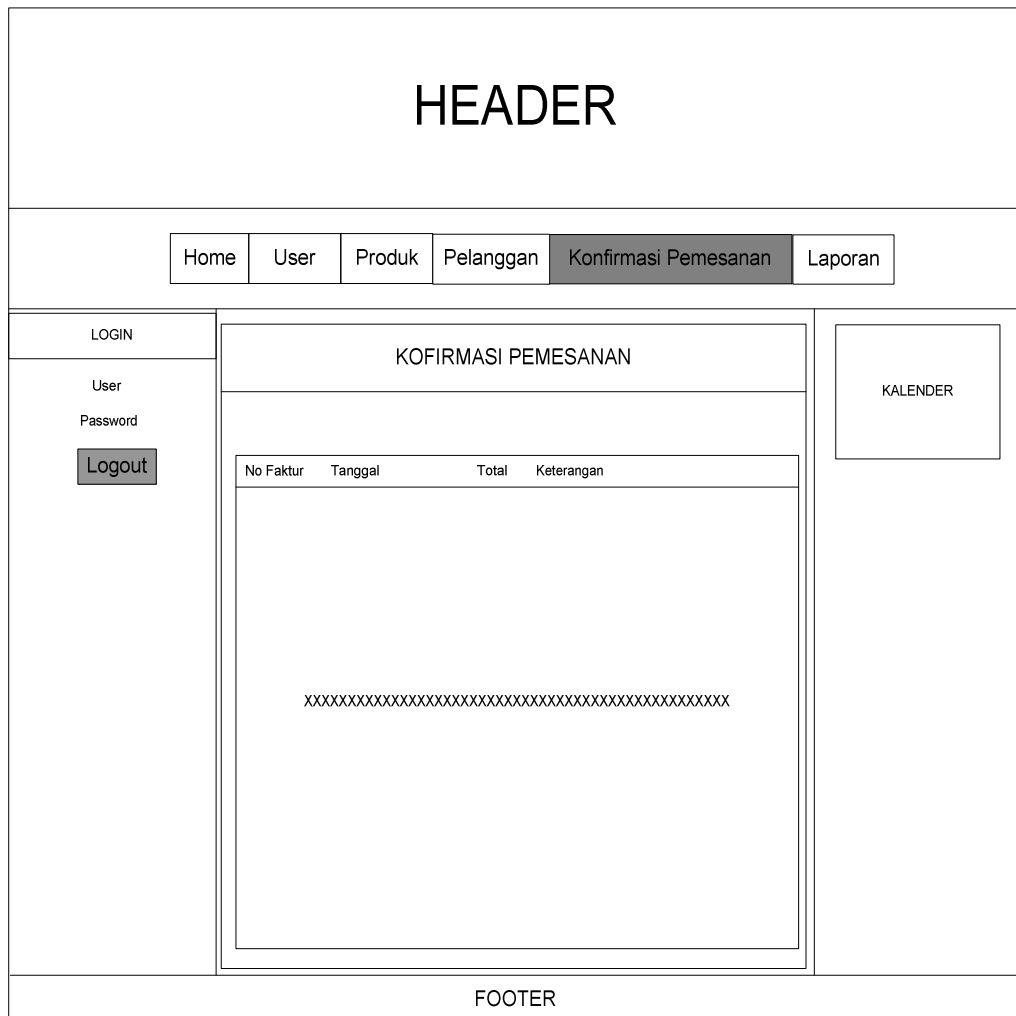 HEADER
Home User Produk Pelanggan Konfirmasi Pemesanan Laporan
LOGIN
User
Password
Logout
KOFIRMASI PEMESANAN
No Faktur Tanggal Total Keterangan
XXXXXXXXXXXXXXXXXXXXXXXXXXXXXXXXXXXXXXXXXXXXXXXXX
KALENDER
FOOTER